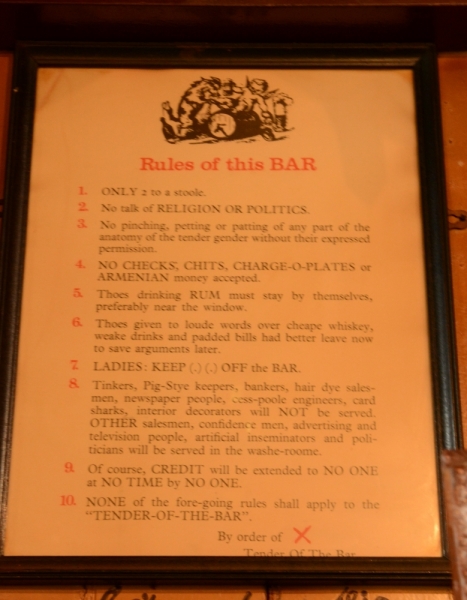 Rules of this BAR
1. ONLY 2 to a stoole.
2. No talk of RELIGION OR POLITICS.
3. No pinching, petting or patting of any part of the
anatomy of the tender gender without their expressed
permission.
4. NO CHECKS, CHITS, CHARGE-O-PLATES or
ARMENIAN money accepted.
5. Thoes drinking RUM must stay by themselves,
preferably near the window.
6. Thoes given to loude words over cheape whiskey,
weake drinks and padded bills had better leave now
to save arguments later.
7. LADIES: KEEP (.) (.) OFF the BAR.
8. Tinkers, Pig-Stye keepers, bankers, hair dye sales-
men, newspaper people, cess-poole engineers, card
sharks, interior decorators will NOT be served.
OTHER salesmen, confidence men, advertising and
television people, artificial inseminators and poli-
ticians will be served in the washe-roome.
9. Of course, CREDIT will be extended to NO ONE
at NO TIME by NO ONE.
10. NONE of the fore-going rules shall apply to the
"TENDER-OF-THE-BAR".
By order of X
Tender Of The Bar